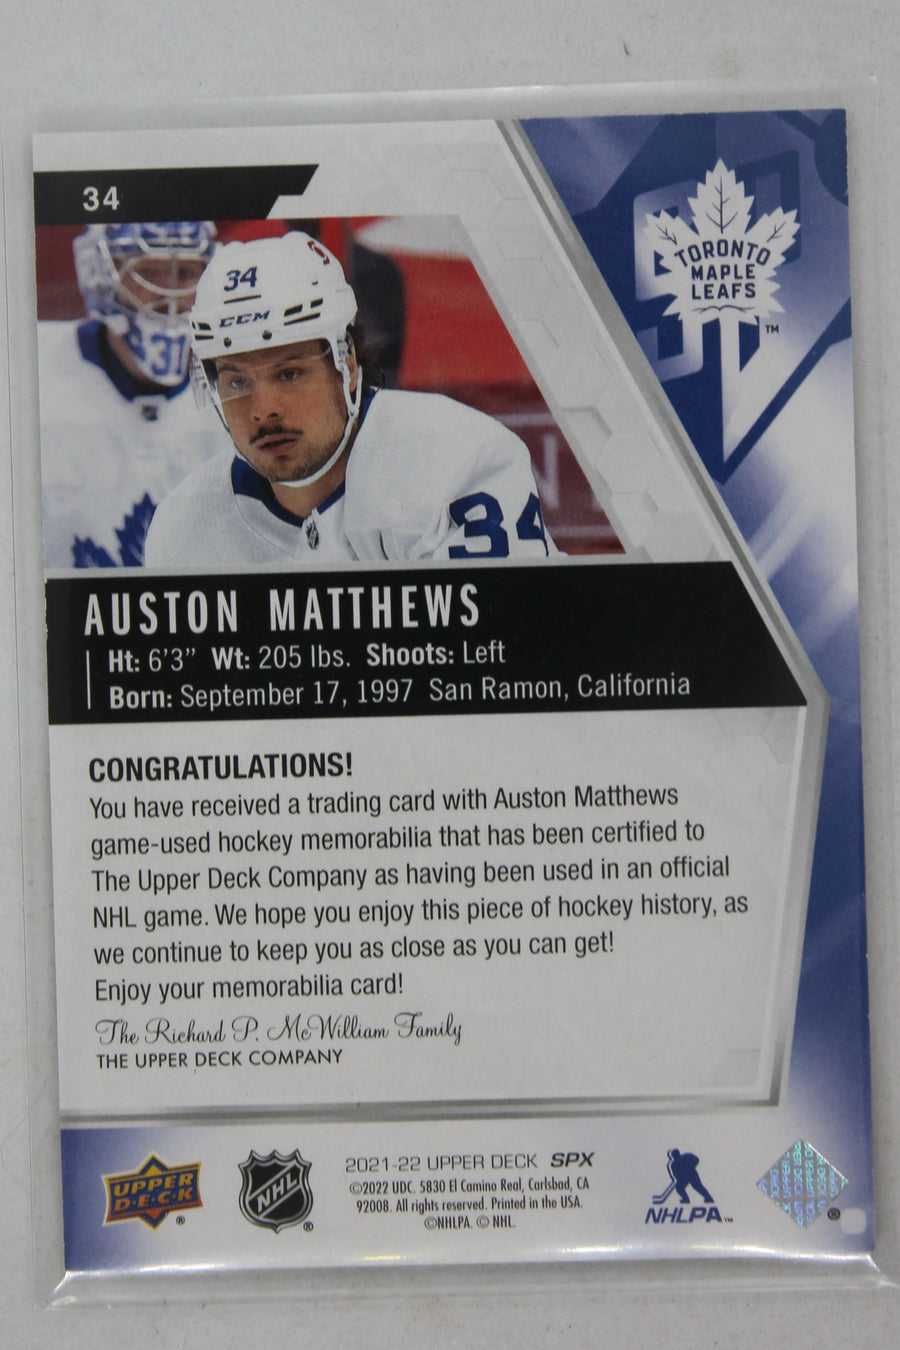 34
TORONTO
MAPLE
LEAFS
TM
34
CCM
31
34
AUSTON MATTHEWS
Ht: 6'3" Wt: 205 lbs. Shoots: Left
Born: September 17, 1997 San Ramon, California
CONGRATULATIONS!
You have received a trading card with Auston Matthews
game-used hockey memorabilia that has been certified to
The Upper Deck Company as having been used in an official
NHL game. We hope you enjoy this piece of hockey history, as
we continue to keep you as close as you can get!
Enjoy your memorabilia card!
The Richard P. McWilliam Family
THE UPPER DECK COMPANY
UPPER
D·E·C·K
®
NHL
®
2021-22 UPPER DECK SPX
©2022 UDC. 5830 El Camino Real, Carlsbad, CA
92008. All rights reserved. Printed in the USA.
©NHLPA. © NHL.
NHLPA™
®